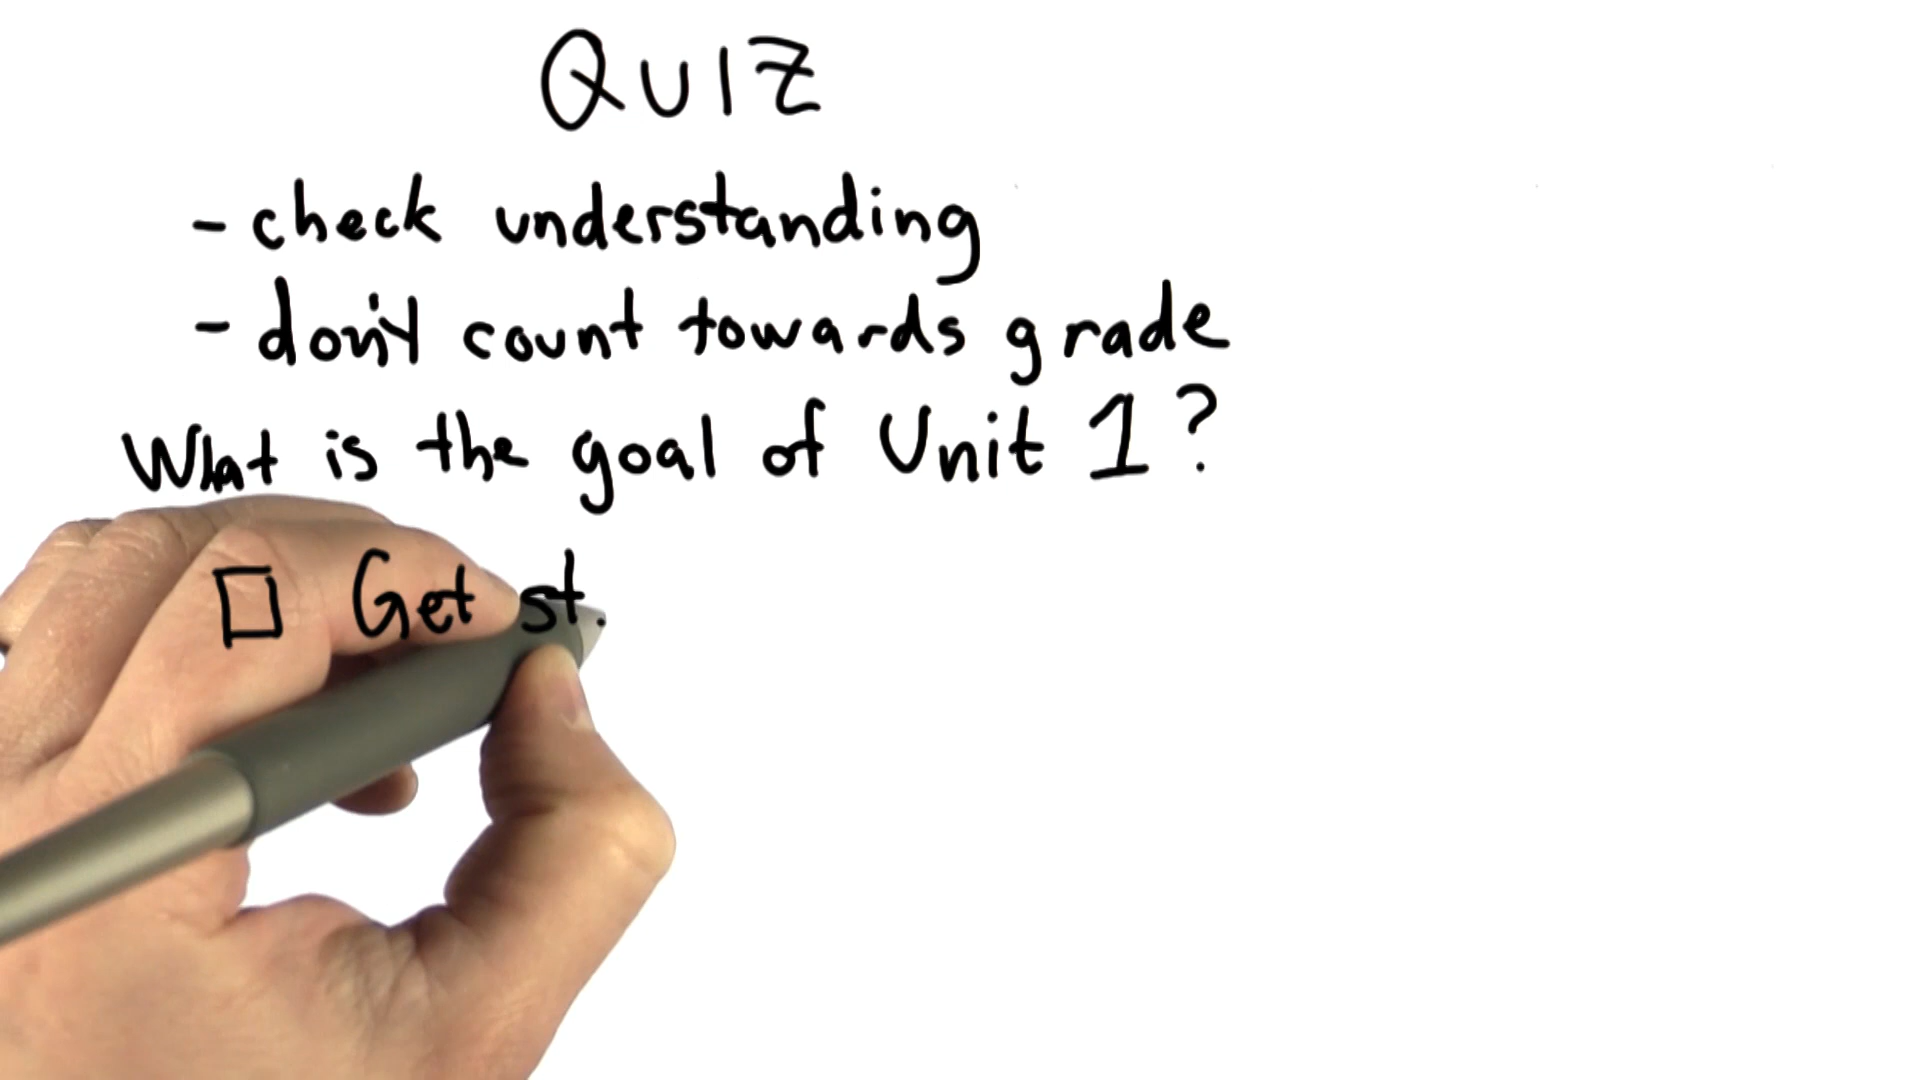 QUIZ
- check understanding
- don't count towards grade
What is the goal of Unit 1?
Get st